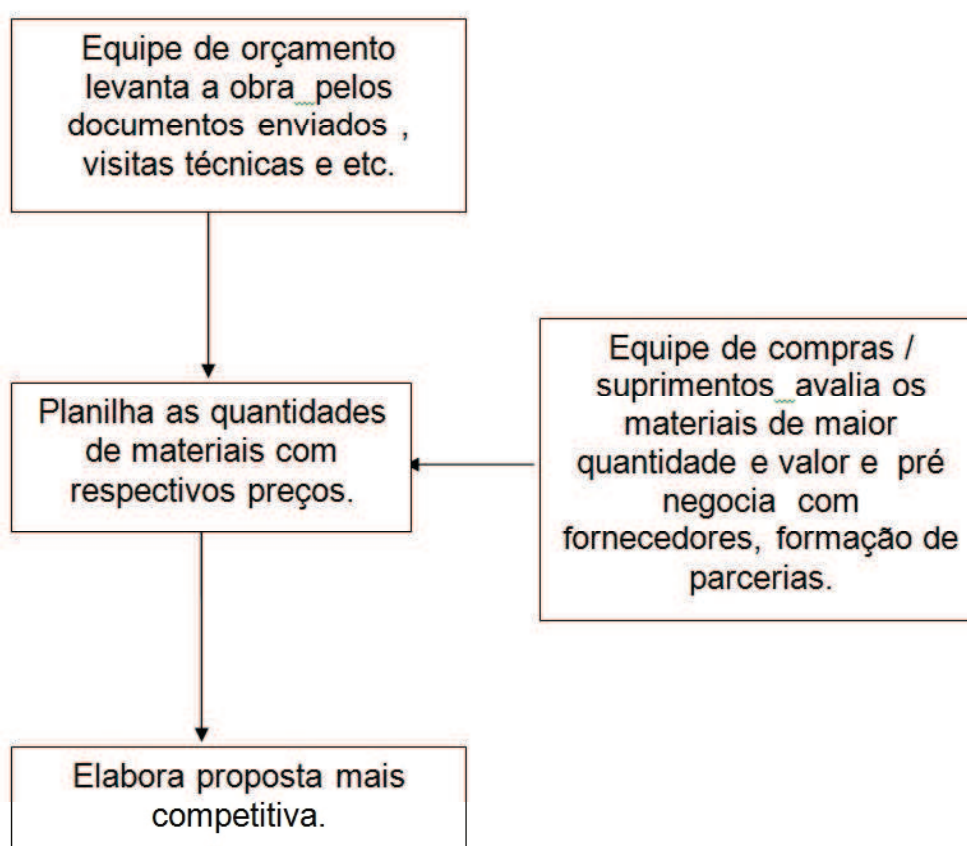 Equipe de orçamento
levanta a obra pelos
documentos enviados ,
visitas técnicas e etc.
Equipe de compras /
suprimentos avalia os
materiais de maior
quantidade e valor e pré
negocia com
fornecedores, formação de
parcerias.
Planilha as quantidades
de materiais com
respectivos preços.
Elabora proposta mais
competitiva.